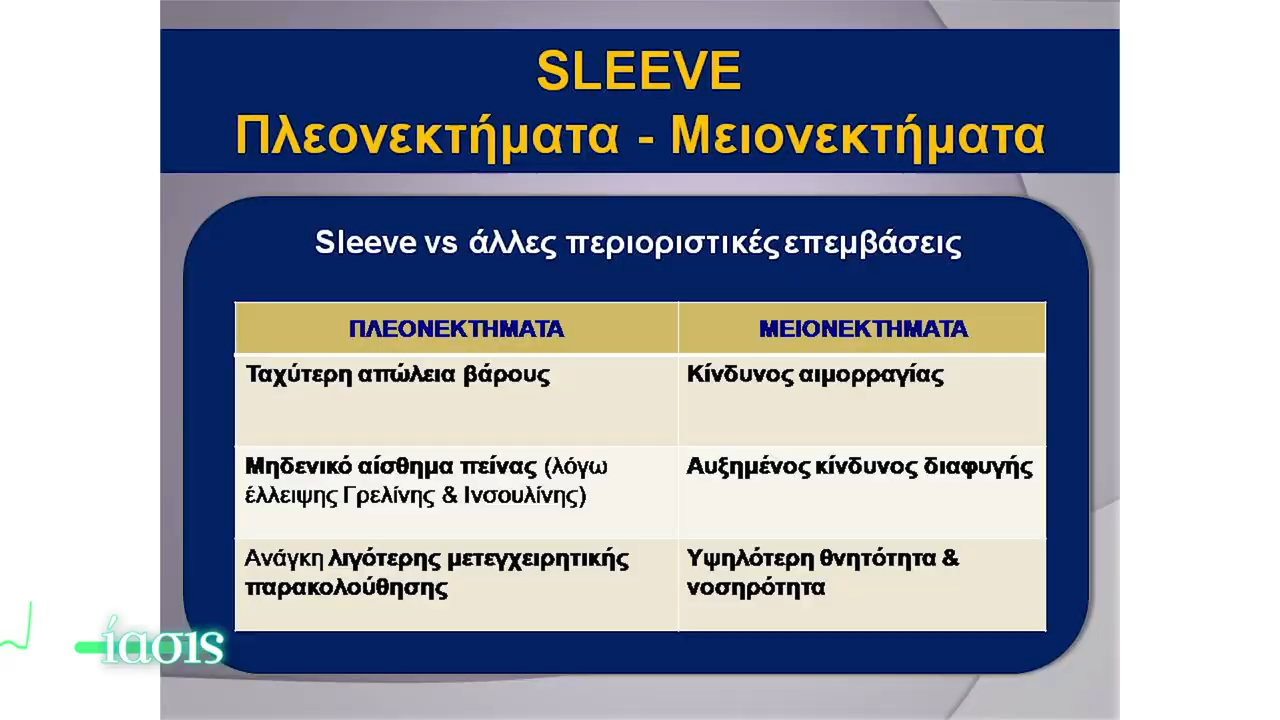 SLEEVE
Πλεονεκτήματα - Μειονεκτήματα
Sleeve vs άλλες περιοριστικές επεμβάσεις
ΠΛΕΟΝΕΚΤΗΜΑΤΑ
ΜΕΙΟΝΕΚΤΗΜΑΤΑ
Ταχύτερη απώλεια βάρους
Κίνδυνος αιμορραγίας
Μηδενικό αίσθημα πείνας (λόγω
έλλειψης Γρελίνης & Ινσουλίνης)
Αυξημένος κίνδυνος διαφυγής
Ανάγκη λιγότερης μετεγχειρητικής
παρακολούθησης
Υψηλότερη θνητότητα &
νοσηρότητα
ίασις